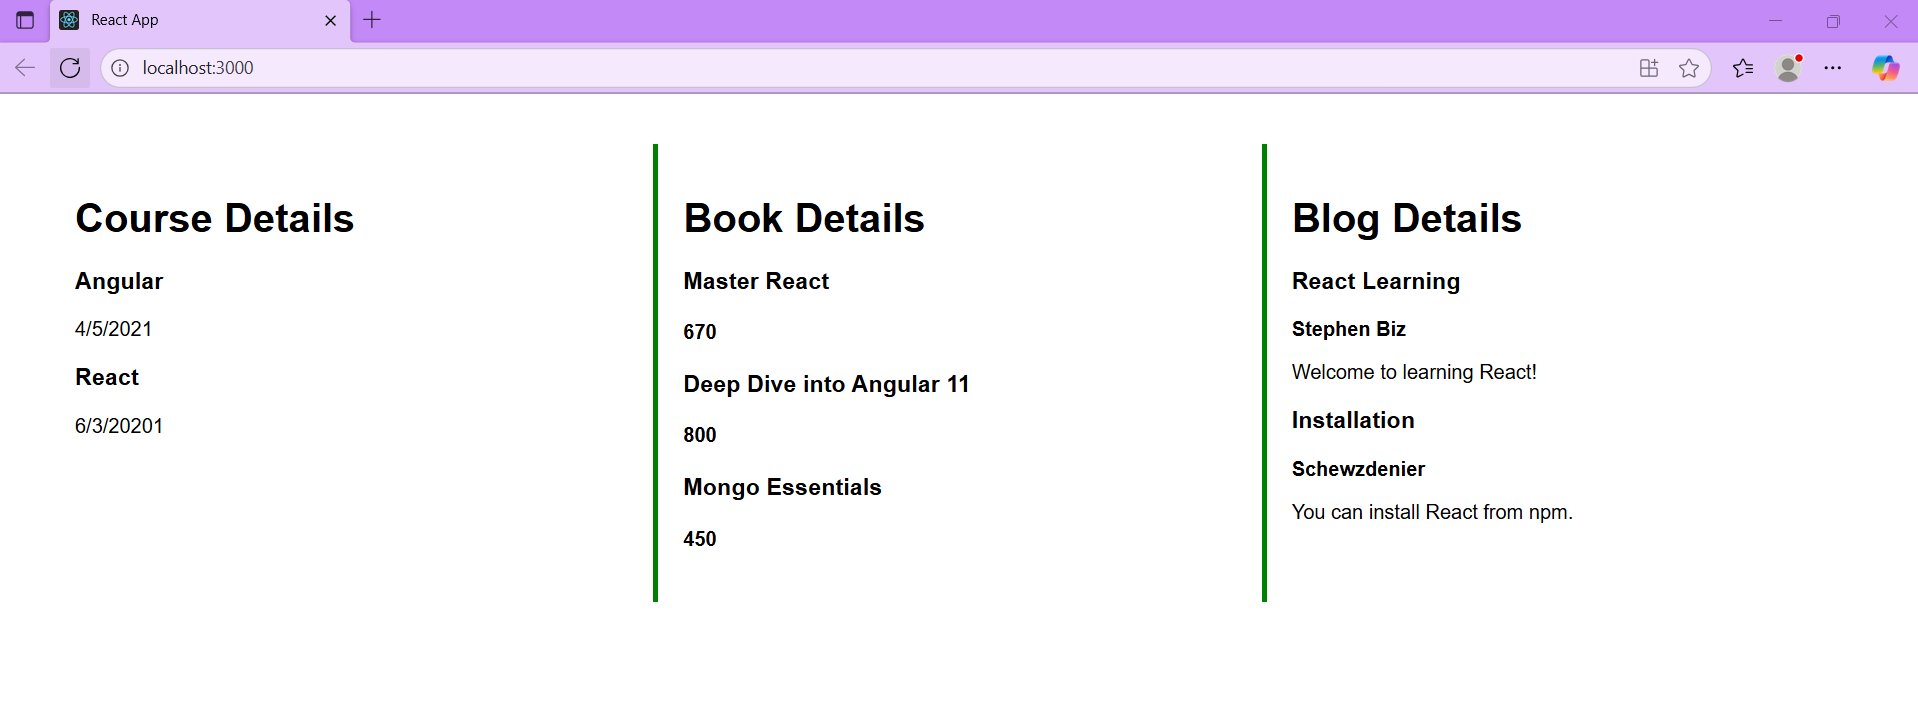 React App
localhost:3000
Course Details
Angular
4/5/2021
React
6/3/20201
Book Details
Master React
670
Deep Dive into Angular 11
800
Mongo Essentials
450
Blog Details
React Learning
Stephen Biz
Welcome to learning React!
Installation
Schewzdenier
You can install React from npm.